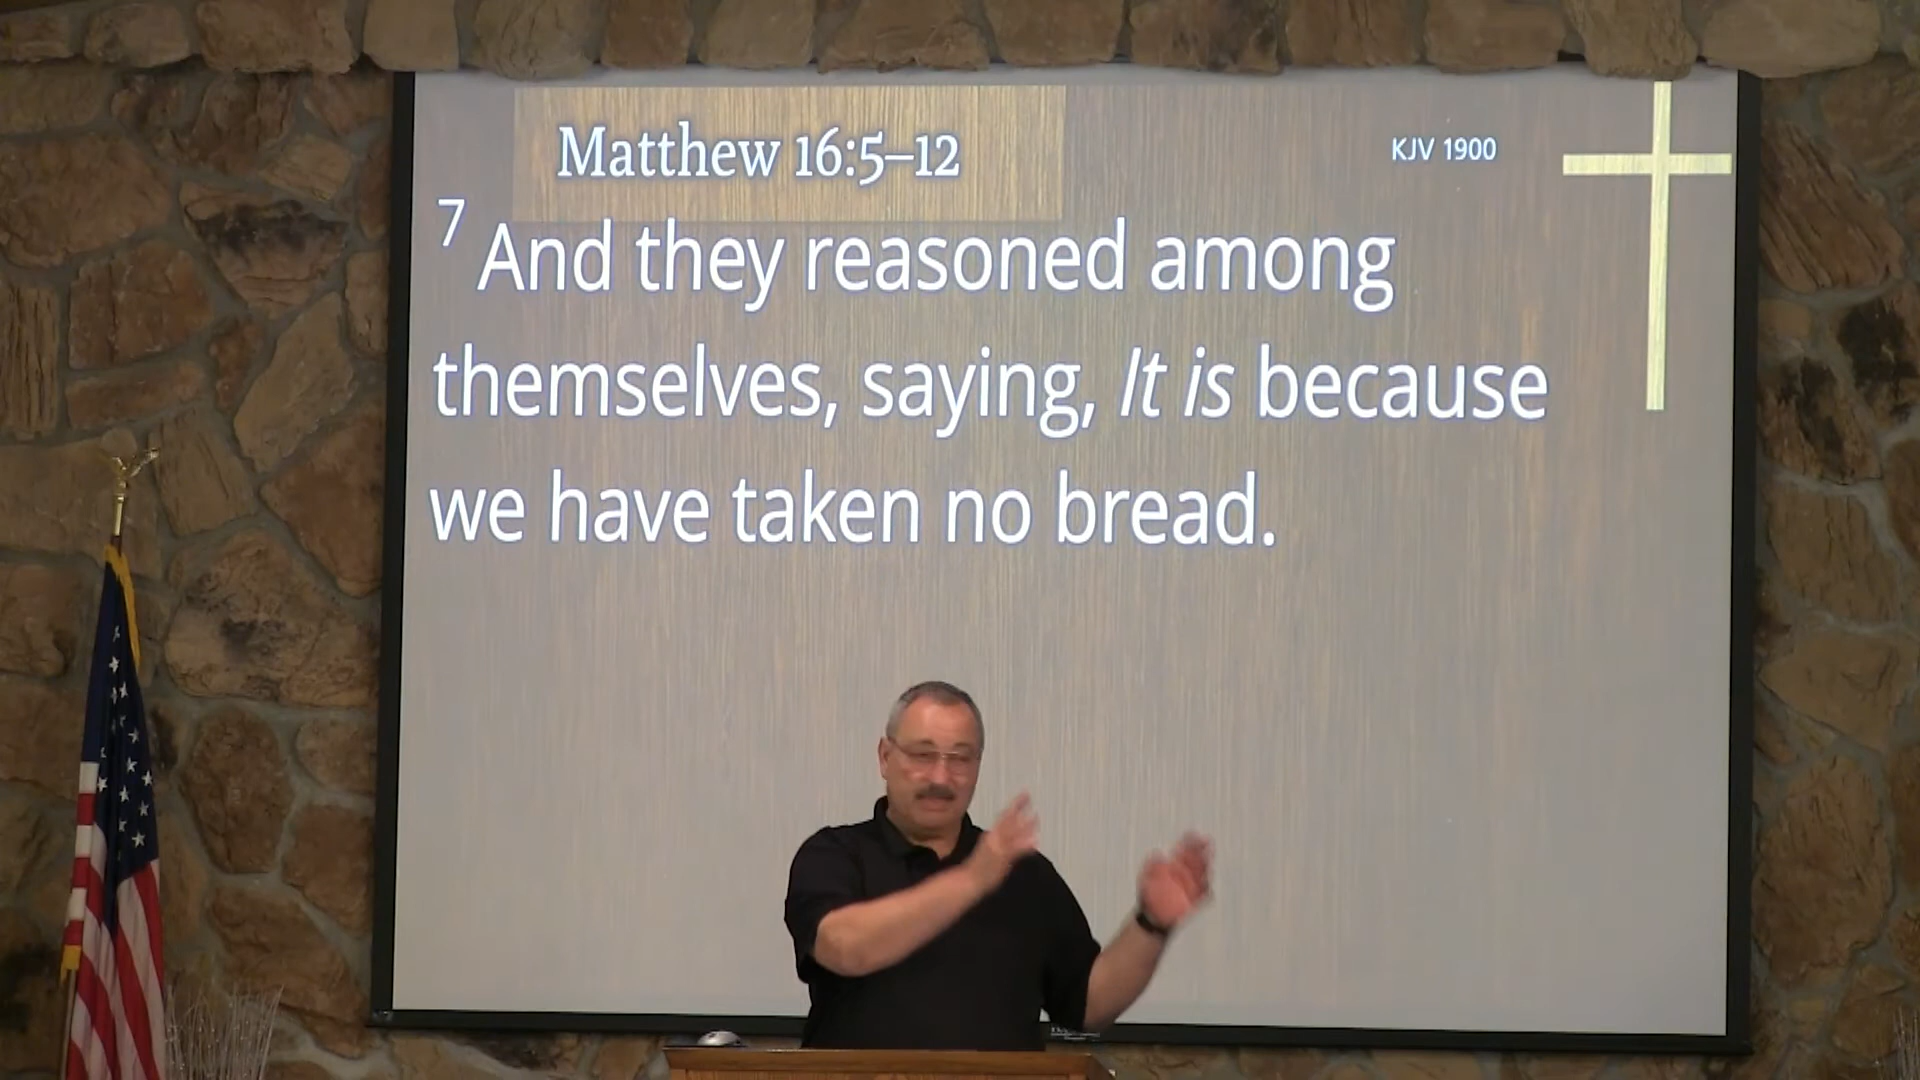 Matthew 16:5–12
KJV 1900
7 And they reasoned among
themselves, saying, It is because
we have taken no bread.